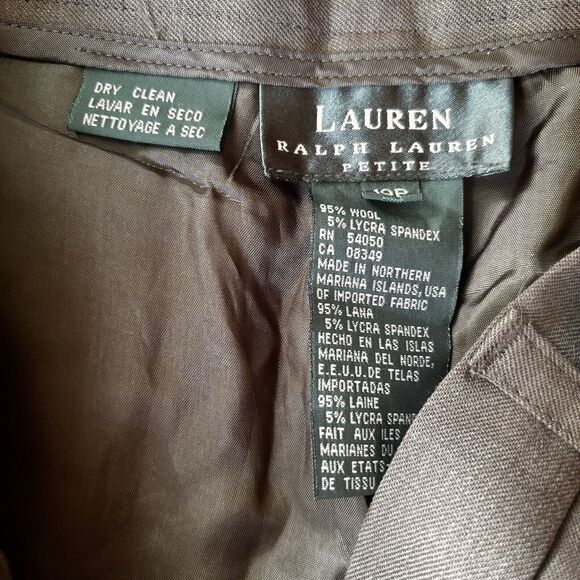 DRY CLEAN
LAVAR EN SECO
NETTOYAGE A SEC
LAUREN
RALPH LAUREN
PETITE
10P
95% WOOL
5% LYCRA SPANDEX
RN 54050
CA 08349
MADE IN NORTHERN
MARIANA ISLANDS, USA
OF IMPORTED FABRIC
95% LANA
5% LYCRA SPANDEX
HECHO EN LAS ISLAS
MARIANA DEL NORDE,
E.E.U.U.DE TELAS
IMPORTADAS
95% LAINE
5% LYCRA SPAND
FAIT AUX ILES
MARIANES DU
AUX ETATS-
DE TISSU